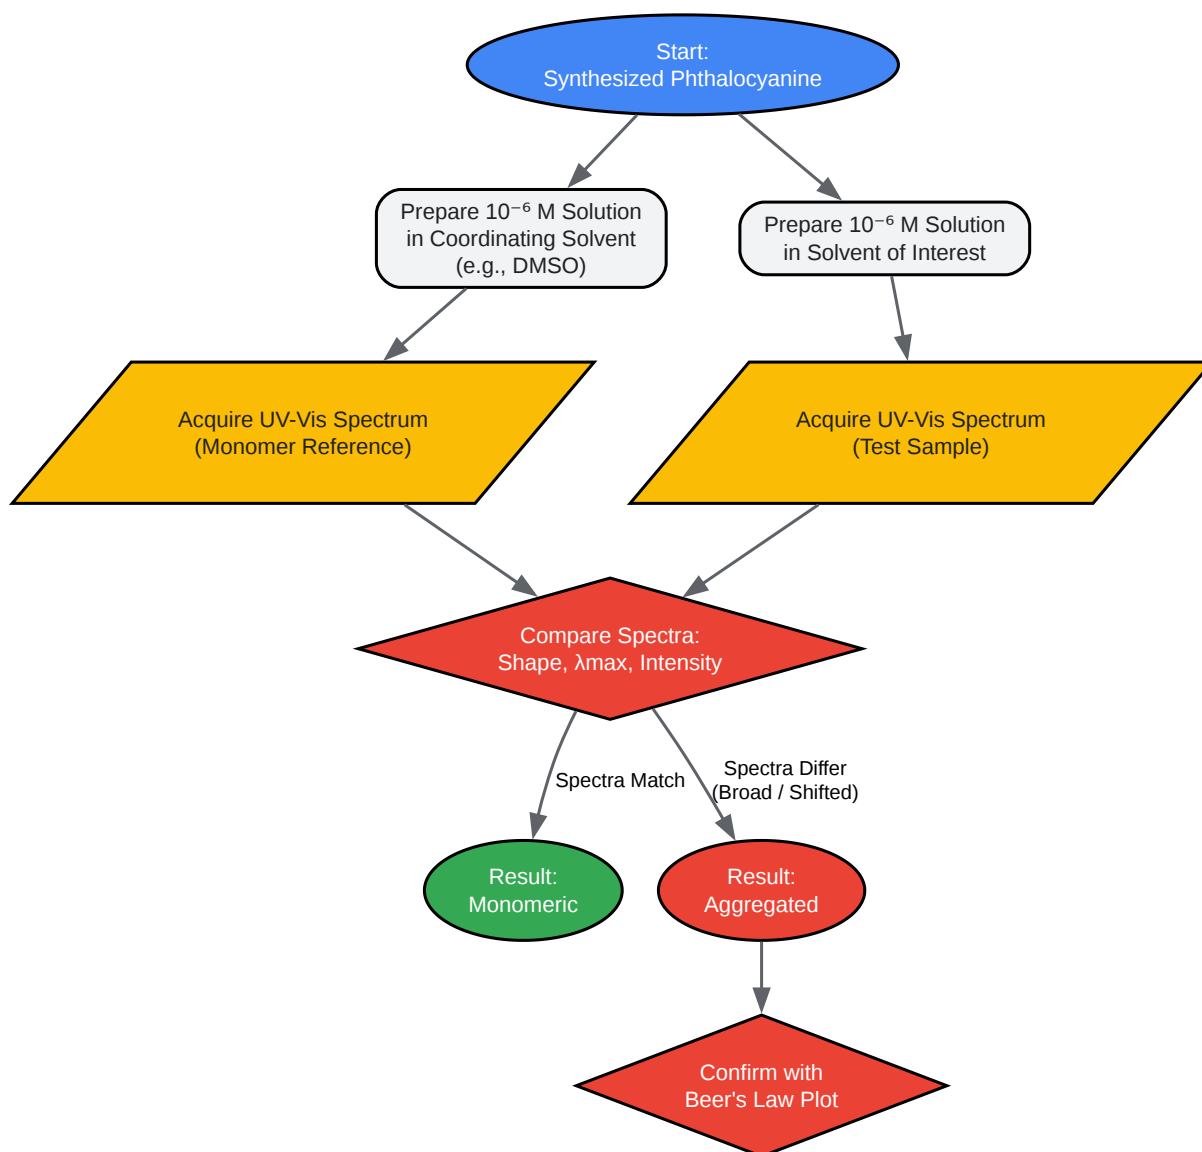 Start:
Synthesized Phthalocyanine
Prepare 10⁻⁶ M Solution
in Coordinating Solvent
(e.g., DMSO)
Prepare 10⁻⁶ M Solution
in Solvent of Interest
Acquire UV-Vis Spectrum
(Monomer Reference)
Acquire UV-Vis Spectrum
(Test Sample)
Compare Spectra:
Shape, λmax, Intensity
Spectra Match
Spectra Differ
(Broad / Shifted)
Result:
Monomeric
Result:
Aggregated
Confirm with
Beer's Law Plot